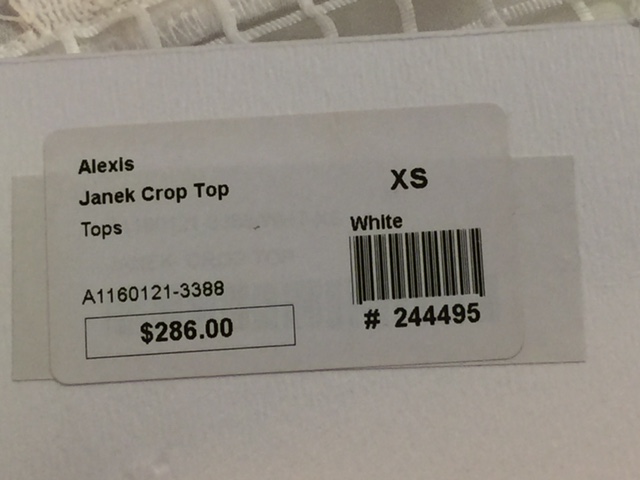 Alexis
Janek Crop Top
Tops
XS
White
A1160121-3388
$286.00
# 244495